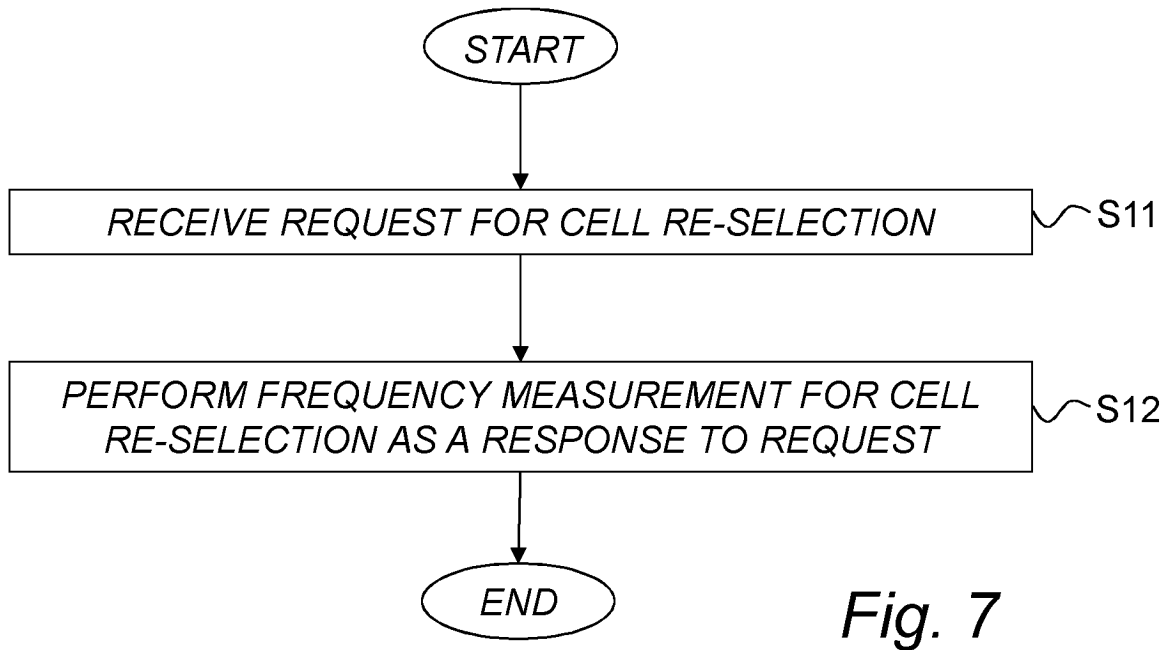 START
RECEIVE REQUEST FOR CELL RE-SELECTION
S11
PERFORM FREQUENCY MEASUREMENT FOR CELL
RE-SELECTION AS A RESPONSE TO REQUEST
S12
END
Fig. 7